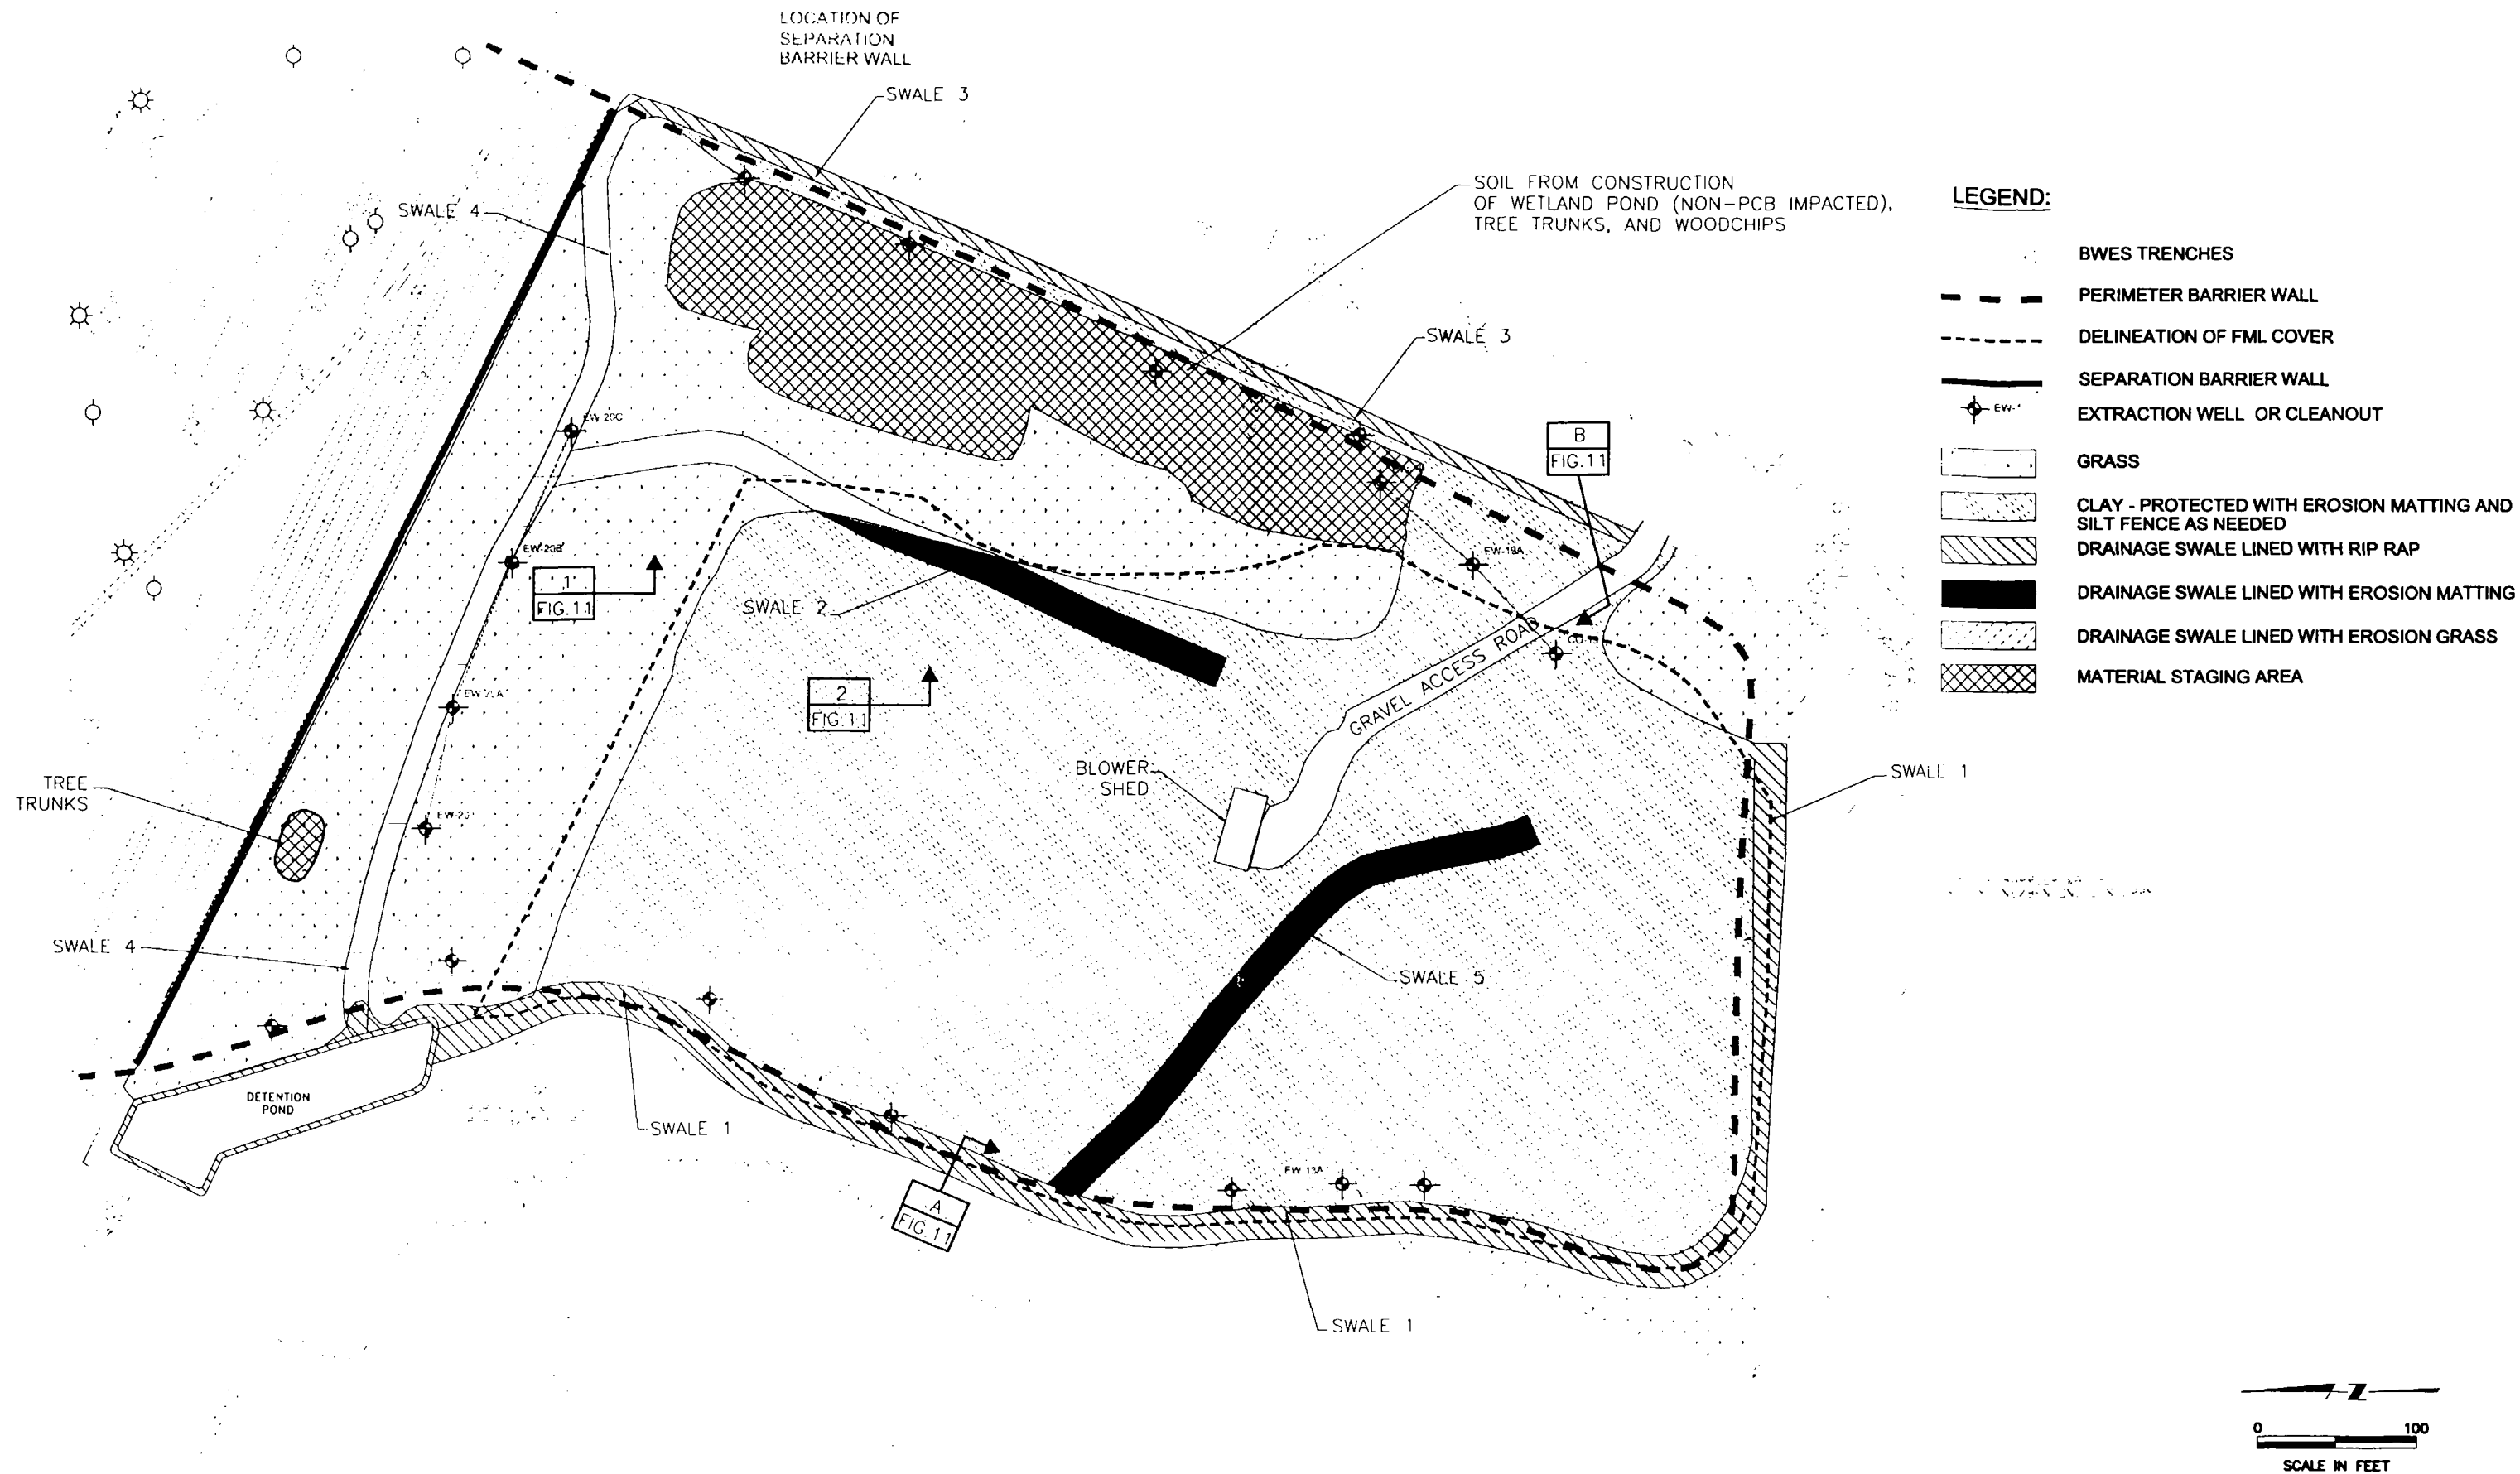 LOCATION OF
SEPARATION
BARRIER WALL
SWALE 3
SWALE 4
SOIL FROM CONSTRUCTION
OF WETLAND POND (NON-PCB IMPACTED),
TREE TRUNKS, AND WOODCHIPS
SWALE 3
B
FIG.11
EW-20C
EW-20B
1
FIG.11
SWALE 2
EW-19A
2
FIG.11
GRAVEL ACCESS ROAD
BLOWER
SHED
TREE
TRUNKS
SWALE 1
SWALE 4
SWALE 5
DETENTION
POND
SWALE 1
A
FIG.11
EW-13A
SWALE 1
LEGEND:
BWES TRENCHES
PERIMETER BARRIER WALL
DELINEATION OF FML COVER
SEPARATION BARRIER WALL
EXTRACTION WELL OR CLEANOUT
GRASS
CLAY - PROTECTED WITH EROSION MATTING AND
SILT FENCE AS NEEDED
DRAINAGE SWALE LINED WITH RIP RAP
DRAINAGE SWALE LINED WITH EROSION MATTING
DRAINAGE SWALE LINED WITH EROSION GRASS
MATERIAL STAGING AREA
Z
0 100
SCALE IN FEET